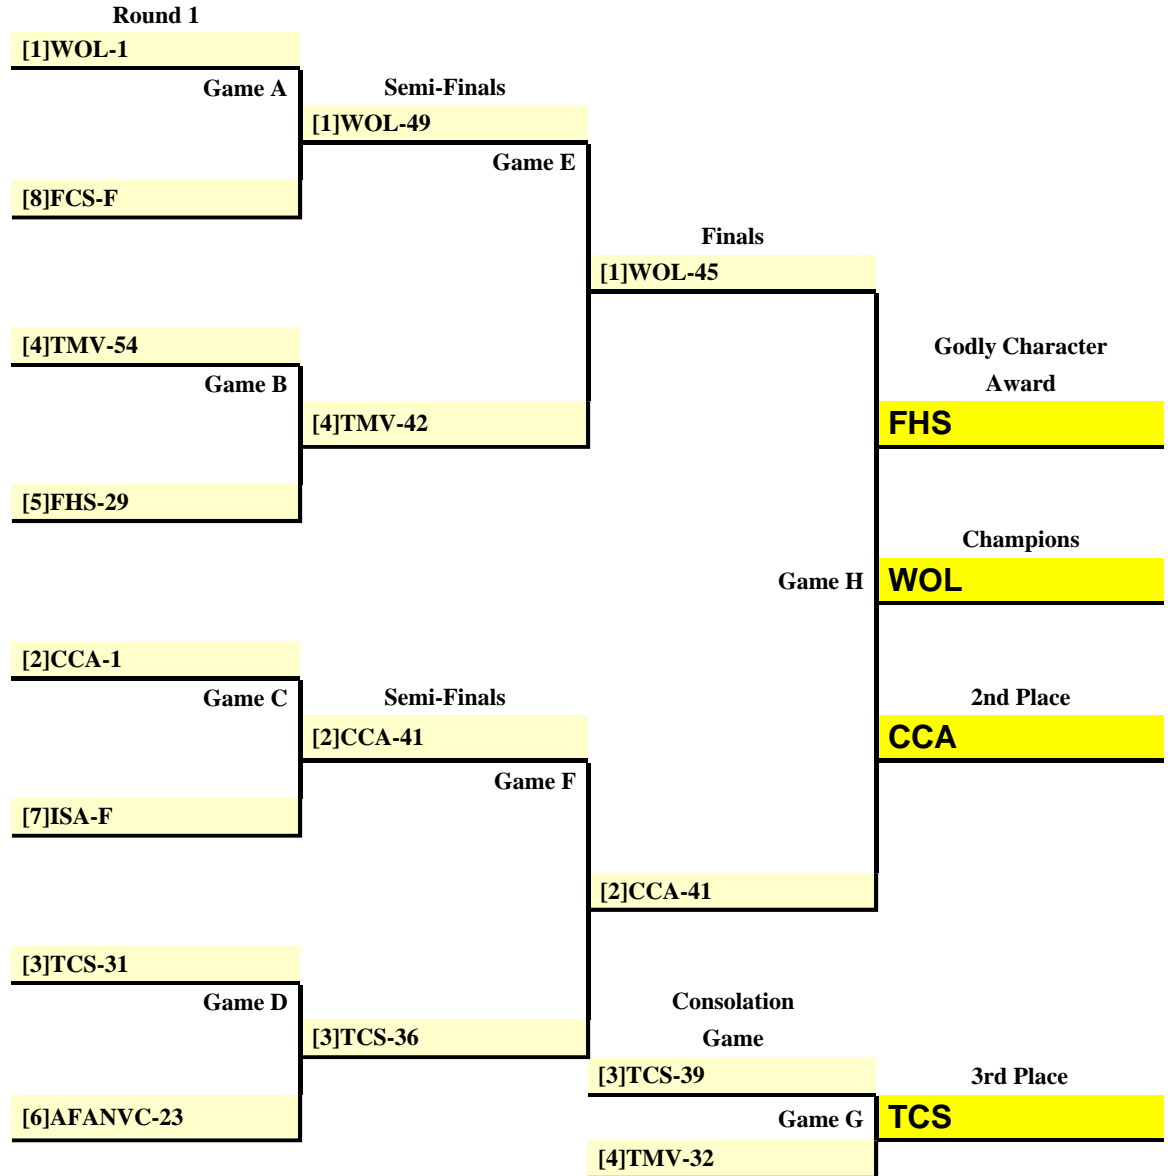 Round 1
[1]WOL-1
Game A
Semi-Finals
[1]WOL-49
Game E
[8]FCS-F
Finals
[1]WOL-45
[4]TMV-54
Godly Character
Game B
Award
[4]TMV-42
FHS
[5]FHS-29
Champions
Game H
WOL
[2]CCA-1
Game C
Semi-Finals
2nd Place
[2]CCA-41
CCA
Game F
[7]ISA-F
[2]CCA-41
[3]TCS-31
Game D
Consolation
[3]TCS-36
Game
[3]TCS-39
3rd Place
[6]AFANVC-23
Game G
TCS
[4]TMV-32